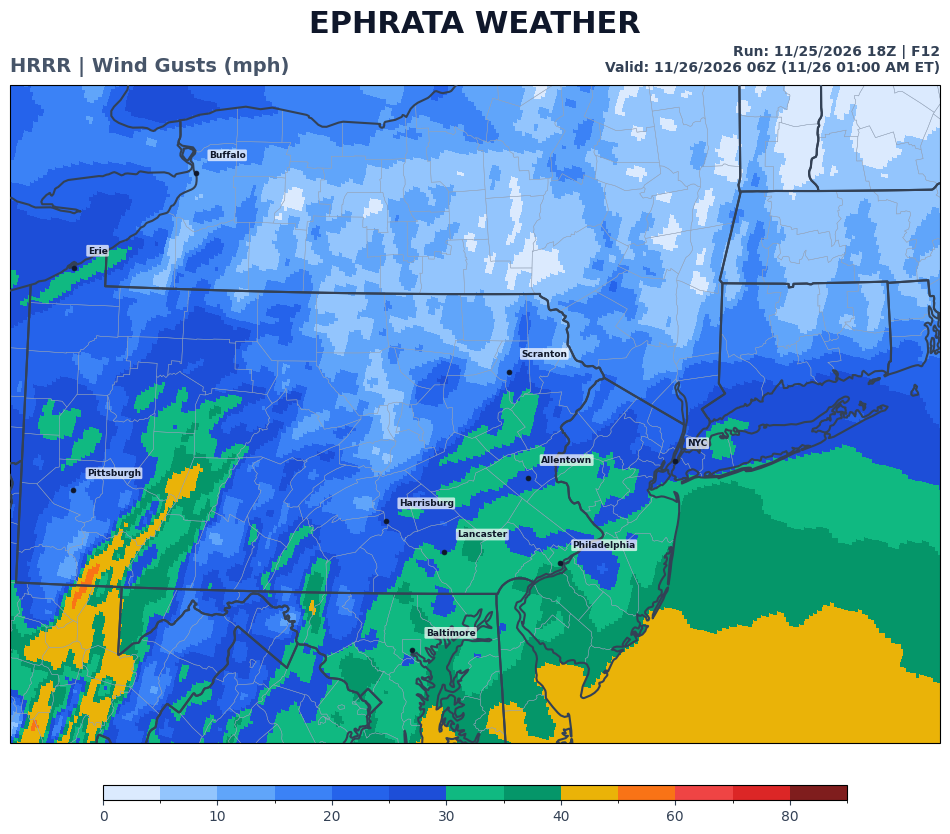 EPHRATA WEATHER
HRRR | Wind Gusts (mph)
Run: 11/25/2026 18Z | F12
Valid: 11/26/2026 06Z (11/26 01:00 AM ET)
Buffalo
Erie
Scranton
NYC
Allentown
Pittsburgh
Harrisburg
Lancaster
Philadelphia
Baltimore
0 10 20 30 40 50 60 70 80